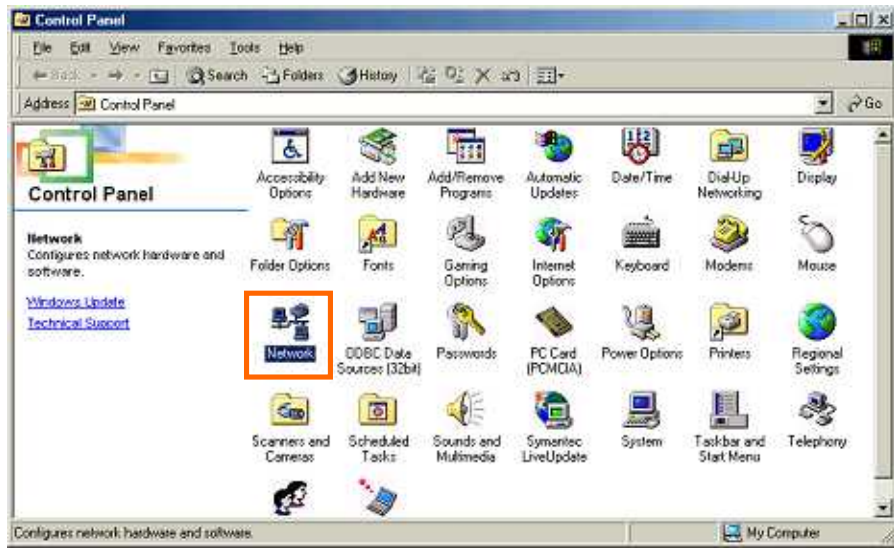 Control Panel
File Edit View Favorites Tools Help
Back Search Folders History
Address Control Panel Go
Control Panel
Network
Configures network hardware and
software.
Windows Update
Technical Support
Accessibility
Options
Add New
Hardware
Add/Remove
Programs
Automatic
Updates
Date/Time
Dial-Up
Networking
Display
Folder Options
Fonts
Gaming
Options
Internet
Options
Keyboard
Modems
Mouse
Network
ODBC Data
Sources (32bit)
Passwords
PC Card
(PCMCIA)
Power Options
Printers
Regional
Settings
Scanners and
Cameras
Scheduled
Tasks
Sounds and
Multimedia
Symantec
LiveUpdate
System
Taskbar and
Start Menu
Telephony
Configures network hardware and software.
My Computer